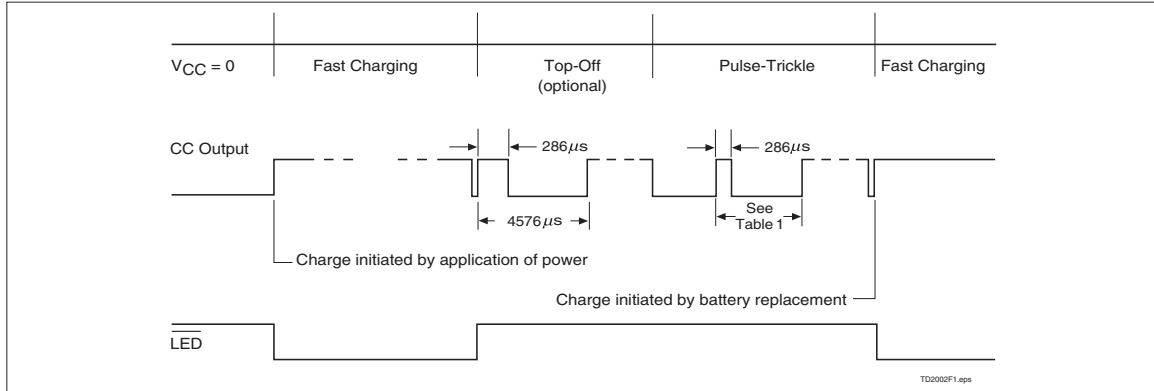 VCC = 0
Fast Charging
Top-Off
(optional)
Pulse-Trickle
Fast Charging
CC Output
286µs
286µs
4576µs
See
Table 1
Charge initiated by application of power
Charge initiated by battery replacement
LED
TD2002F1.eps